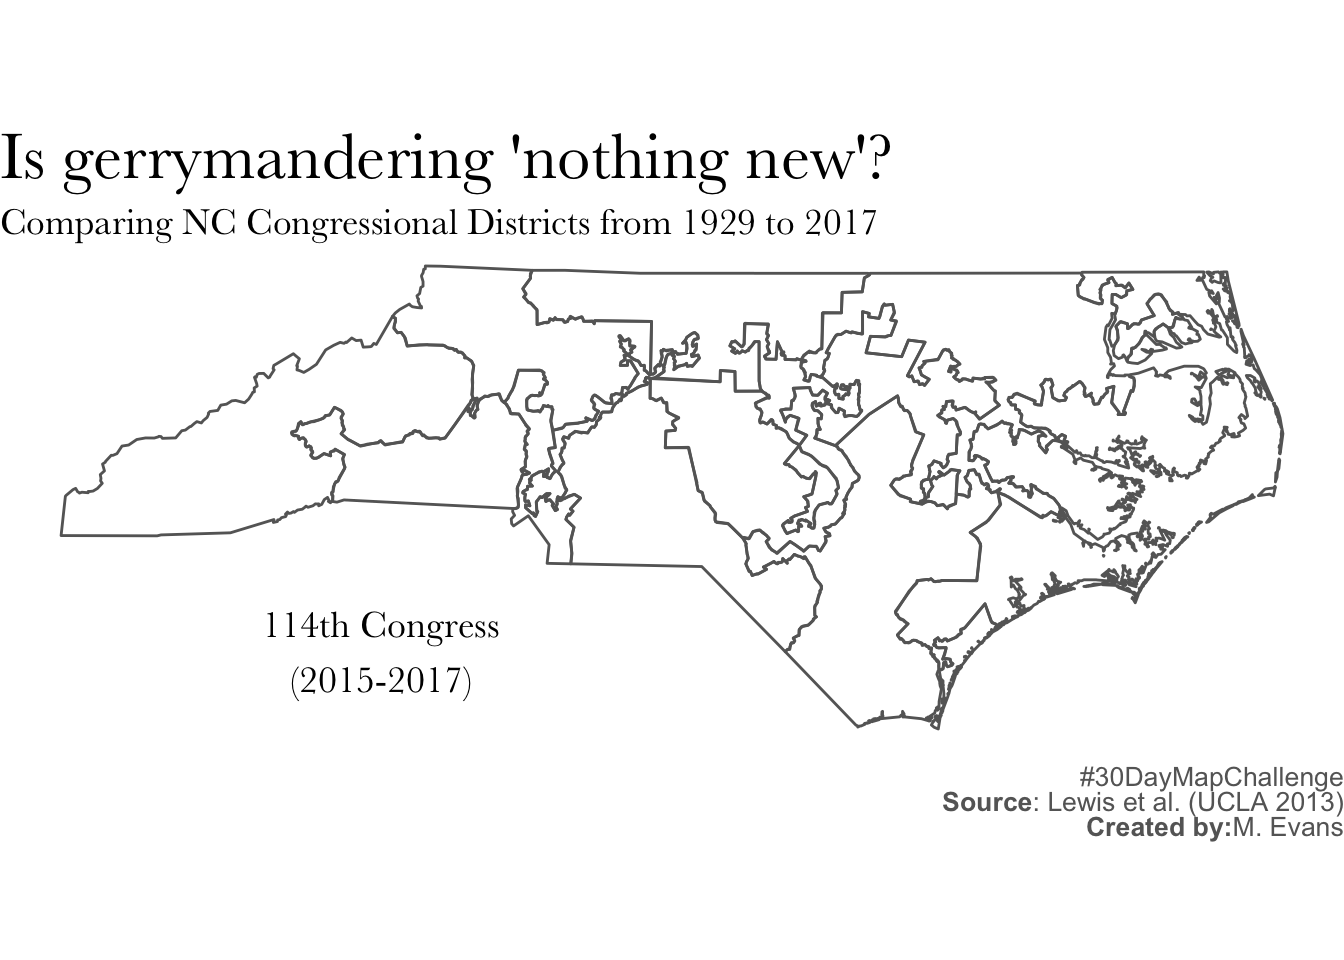 Is gerrymandering 'nothing new'?
Comparing NC Congressional Districts from 1929 to 2017
114th Congress
(2015-2017)
#30DayMapChallenge
Source: Lewis et al. (UCLA 2013)
Created by:M. Evans